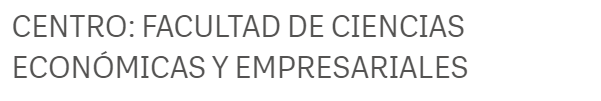 CENTRO: FACULTAD DE CIENCIAS
ECONÓMICAS Y EMPRESARIALES